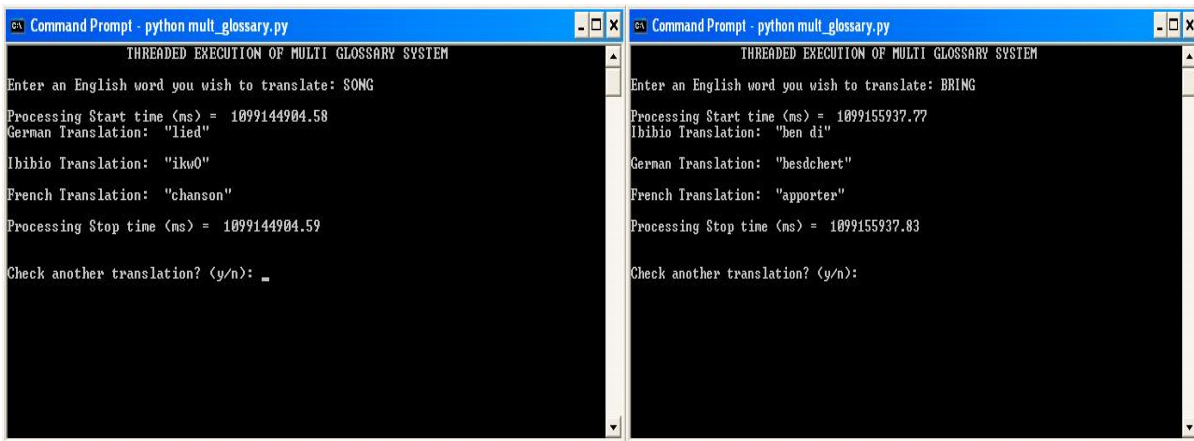 Command Prompt - python mult_glossary.py
THREADED EXECUTION OF MULTI GLOSSARY SYSTEM
Enter an English word you wish to translate: SONG
Processing Start time (ms) =  1099144904.58
German Translation:  "lied"
Ibibio Translation:  "ikwO"
French Translation:  "chanson"
Processing Stop time (ms) =  1099144904.59
Check another translation? (y/n): _
Command Prompt - python mult_glossary.py
THREADED EXECUTION OF MULTI GLOSSARY SYSTEM
Enter an English word you wish to translate: BRING
Processing Start time (ms) =  1099155937.77
Ibibio Translation:  "ben di"
German Translation:  "besdchert"
French Translation:  "apporter"
Processing Stop time (ms) =  1099155937.83
Check another translation? (y/n):